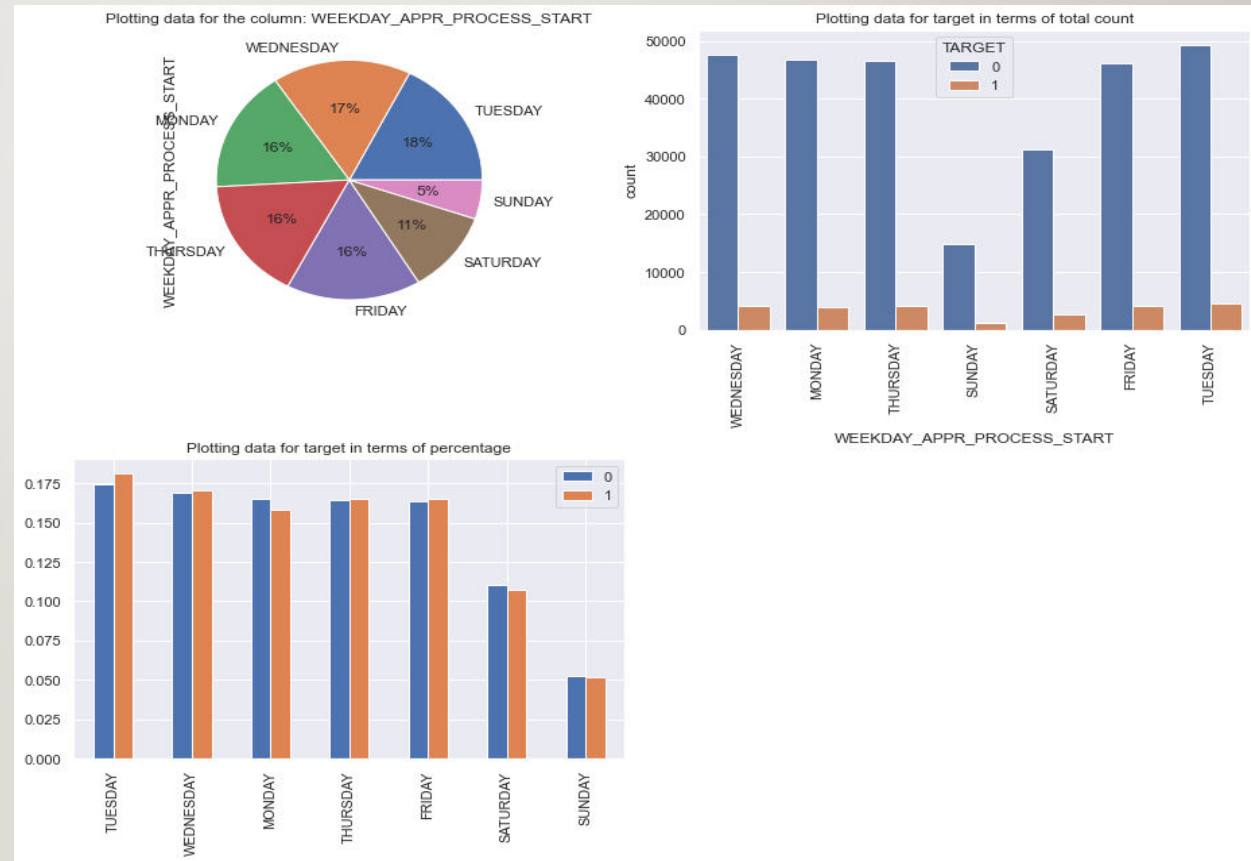 Plotting data for the column: WEEKDAY_APPR_PROCESS_START
WEEKDAY_APPR_PROCESS_START
WEDNESDAY
TUESDAY
MONDAY
THURSDAY
FRIDAY
SATURDAY
SUNDAY
17%
18%
16%
16%
16%
11%
5%
Plotting data for target in terms of total count
TARGET
0
1
count
50000
40000
30000
20000
10000
0
WEDNESDAY
MONDAY
THURSDAY
SUNDAY
SATURDAY
FRIDAY
TUESDAY
WEEKDAY_APPR_PROCESS_START
Plotting data for target in terms of percentage
0
1
0.175
0.150
0.125
0.100
0.075
0.050
0.025
0.000
TUESDAY
WEDNESDAY
MONDAY
THURSDAY
FRIDAY
SATURDAY
SUNDAY